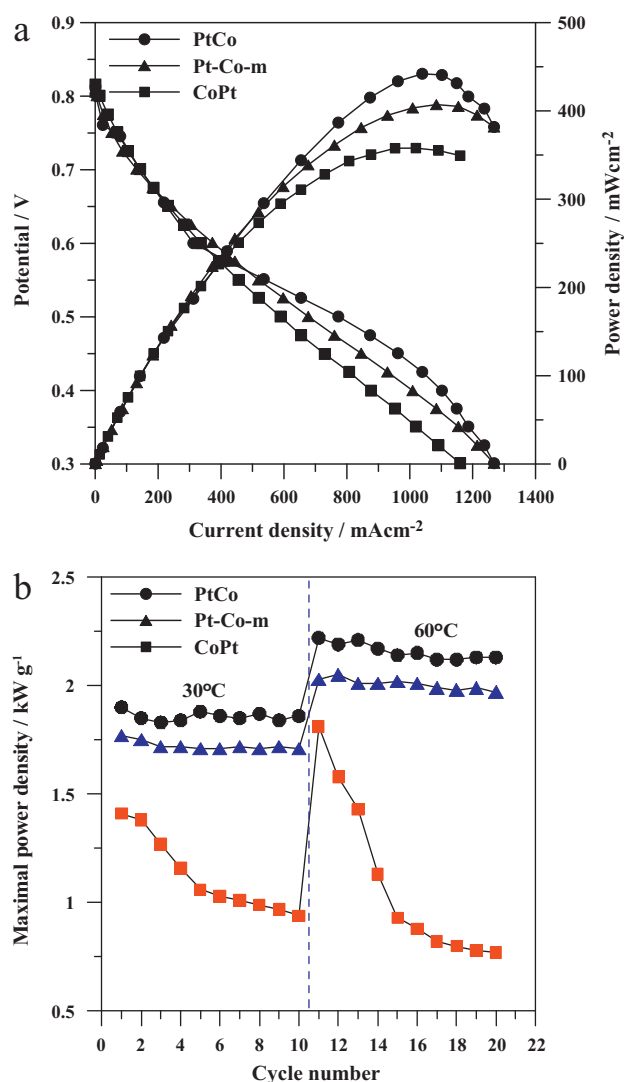 a
PtCo
Pt-Co-m
CoPt
0.9
0.8
0.7
0.6
0.5
0.4
0.3
Potential / V
500
400
300
200
100
0
Power density / mWcm-2
0 200 400 600 800 1000 1200 1400
Current density / mAcm-2
b
PtCo
Pt-Co-m
CoPt
30°C
60°C
2.5
2
1.5
1
0.5
Maximal power density / kW g-1
0 2 4 6 8 10 12 14 16 18 20 22
Cycle number